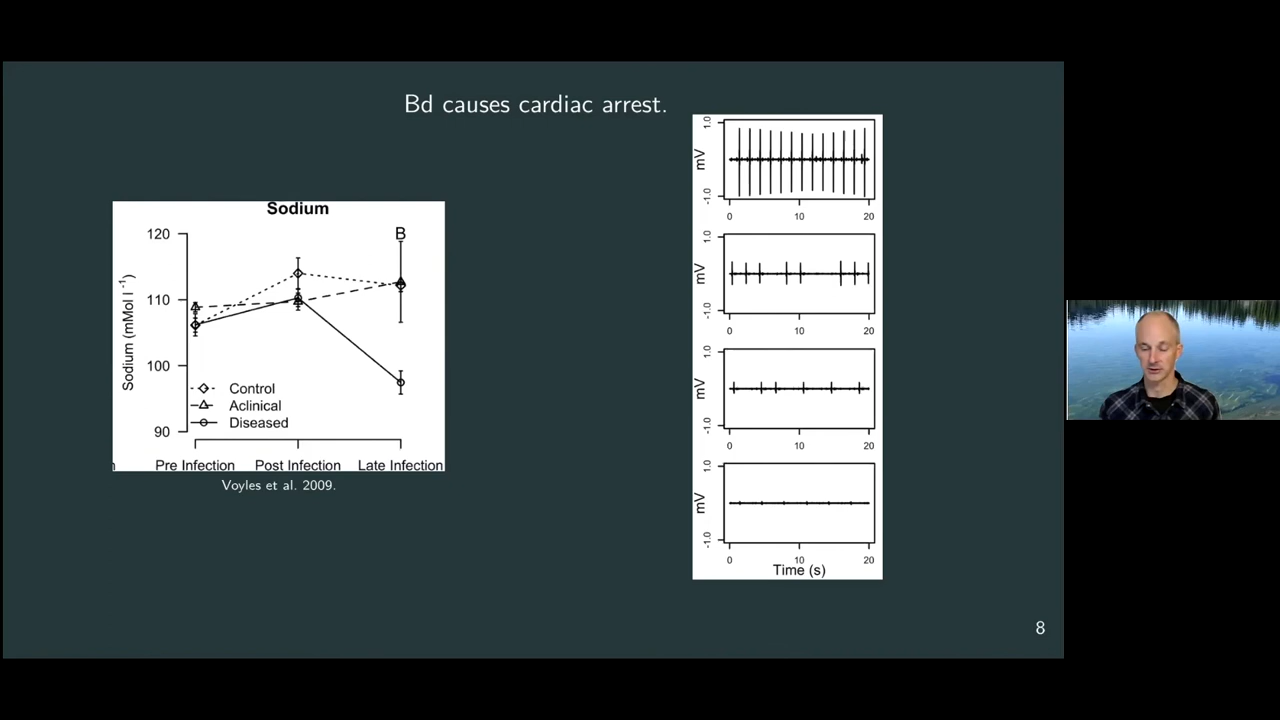 Bd causes cardiac arrest.
Sodium
B
120
110
100
90
Sodium (mMol l⁻¹)
Control
Aclinical
Diseased
n Pre Infection Post Infection Late Infection
Voyles et al. 2009.
1.0
mV
-1.0
0 10 20
1.0
mV
-1.0
0 10 20
1.0
mV
-1.0
0 10 20
1.0
mV
-1.0
0 10 20
Time (s)
8